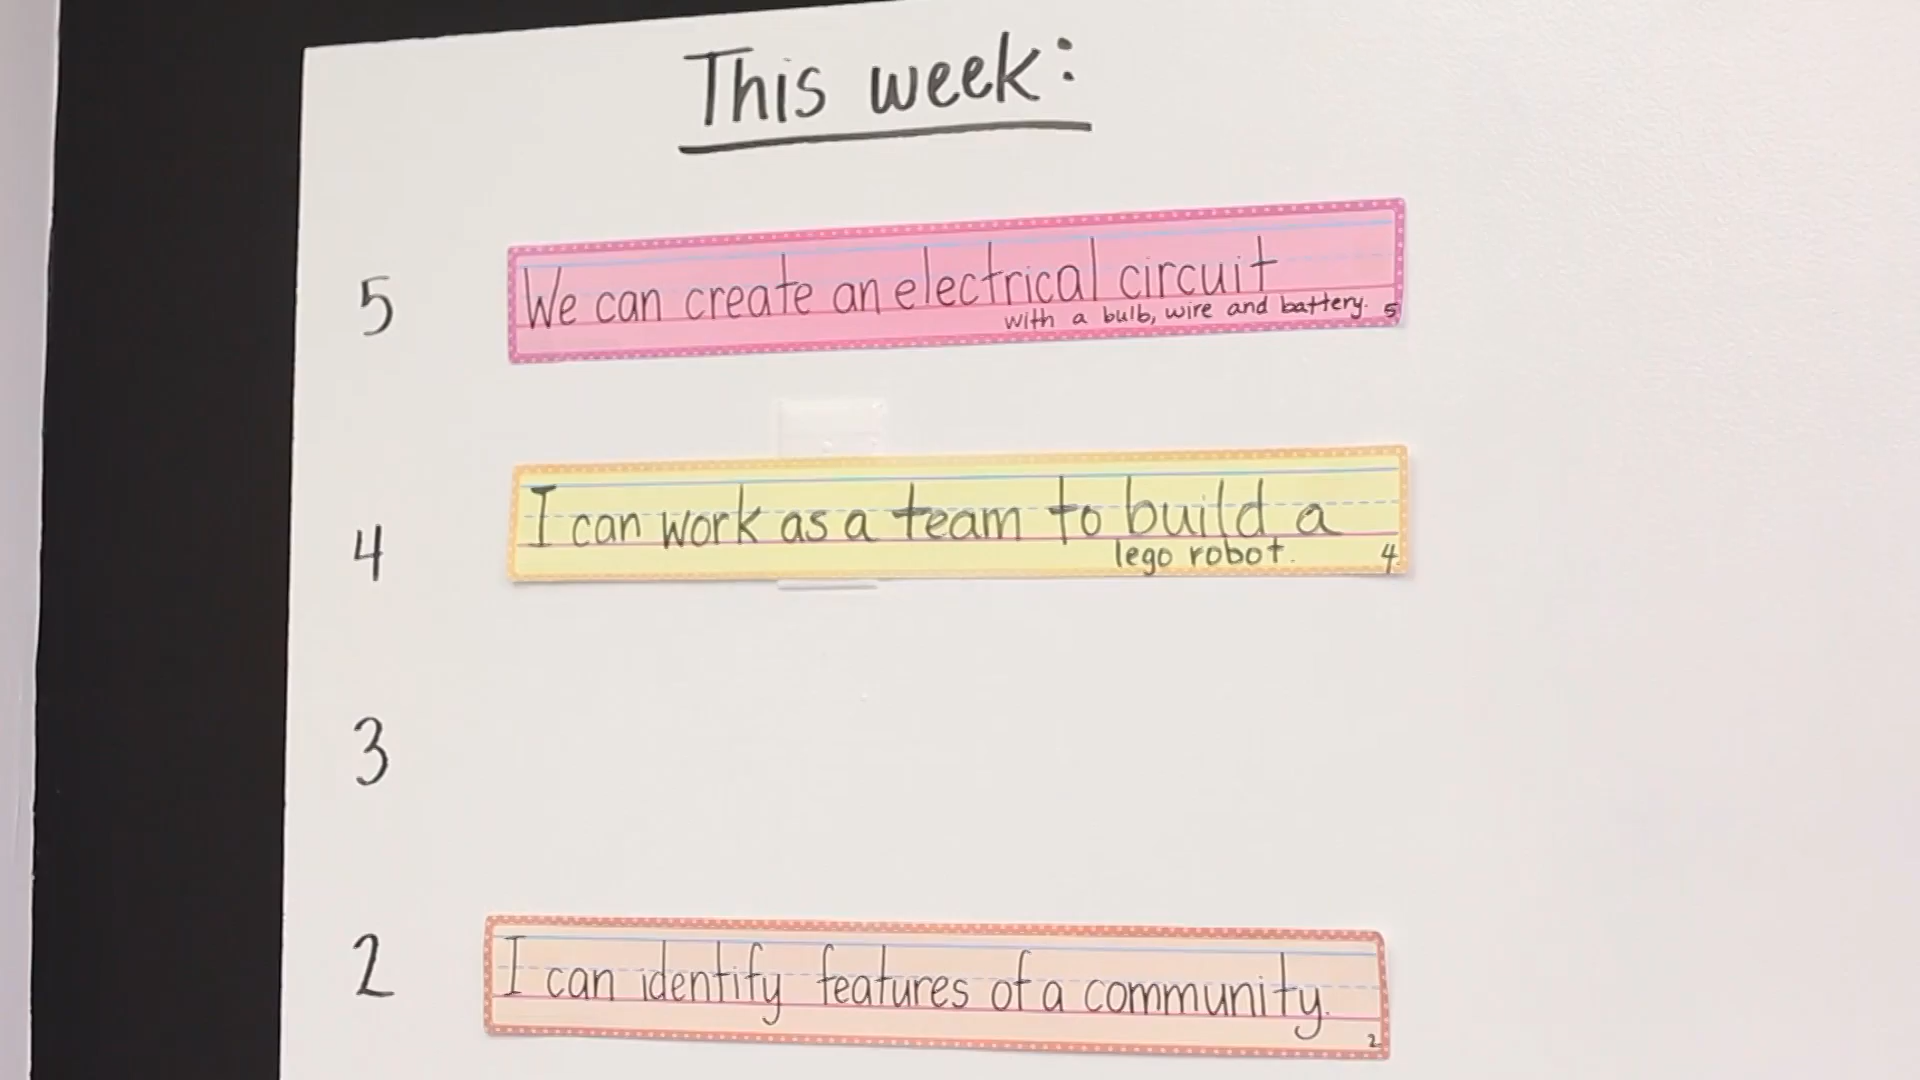 This week:
5
We can create an electrical circuit
with a bulb, wire and battery. 5
4
I can work as a team to build a
lego robot. 4
3
2
I can identify features of a community.
2